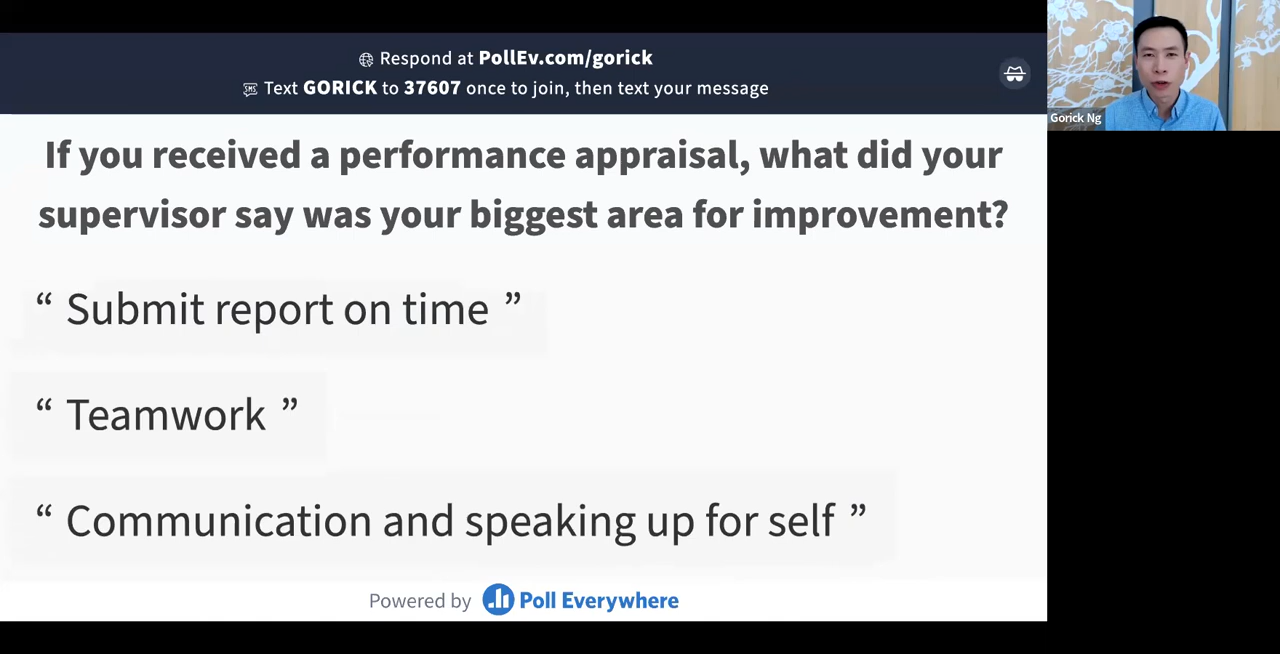 Respond at PollEv.com/gorick
Text GORICK to 37607 once to join, then text your message
Gorick Ng
If you received a performance appraisal, what did your
supervisor say was your biggest area for improvement?
“ Submit report on time ”
“ Teamwork ”
“ Communication and speaking up for self ”
Powered by Poll Everywhere